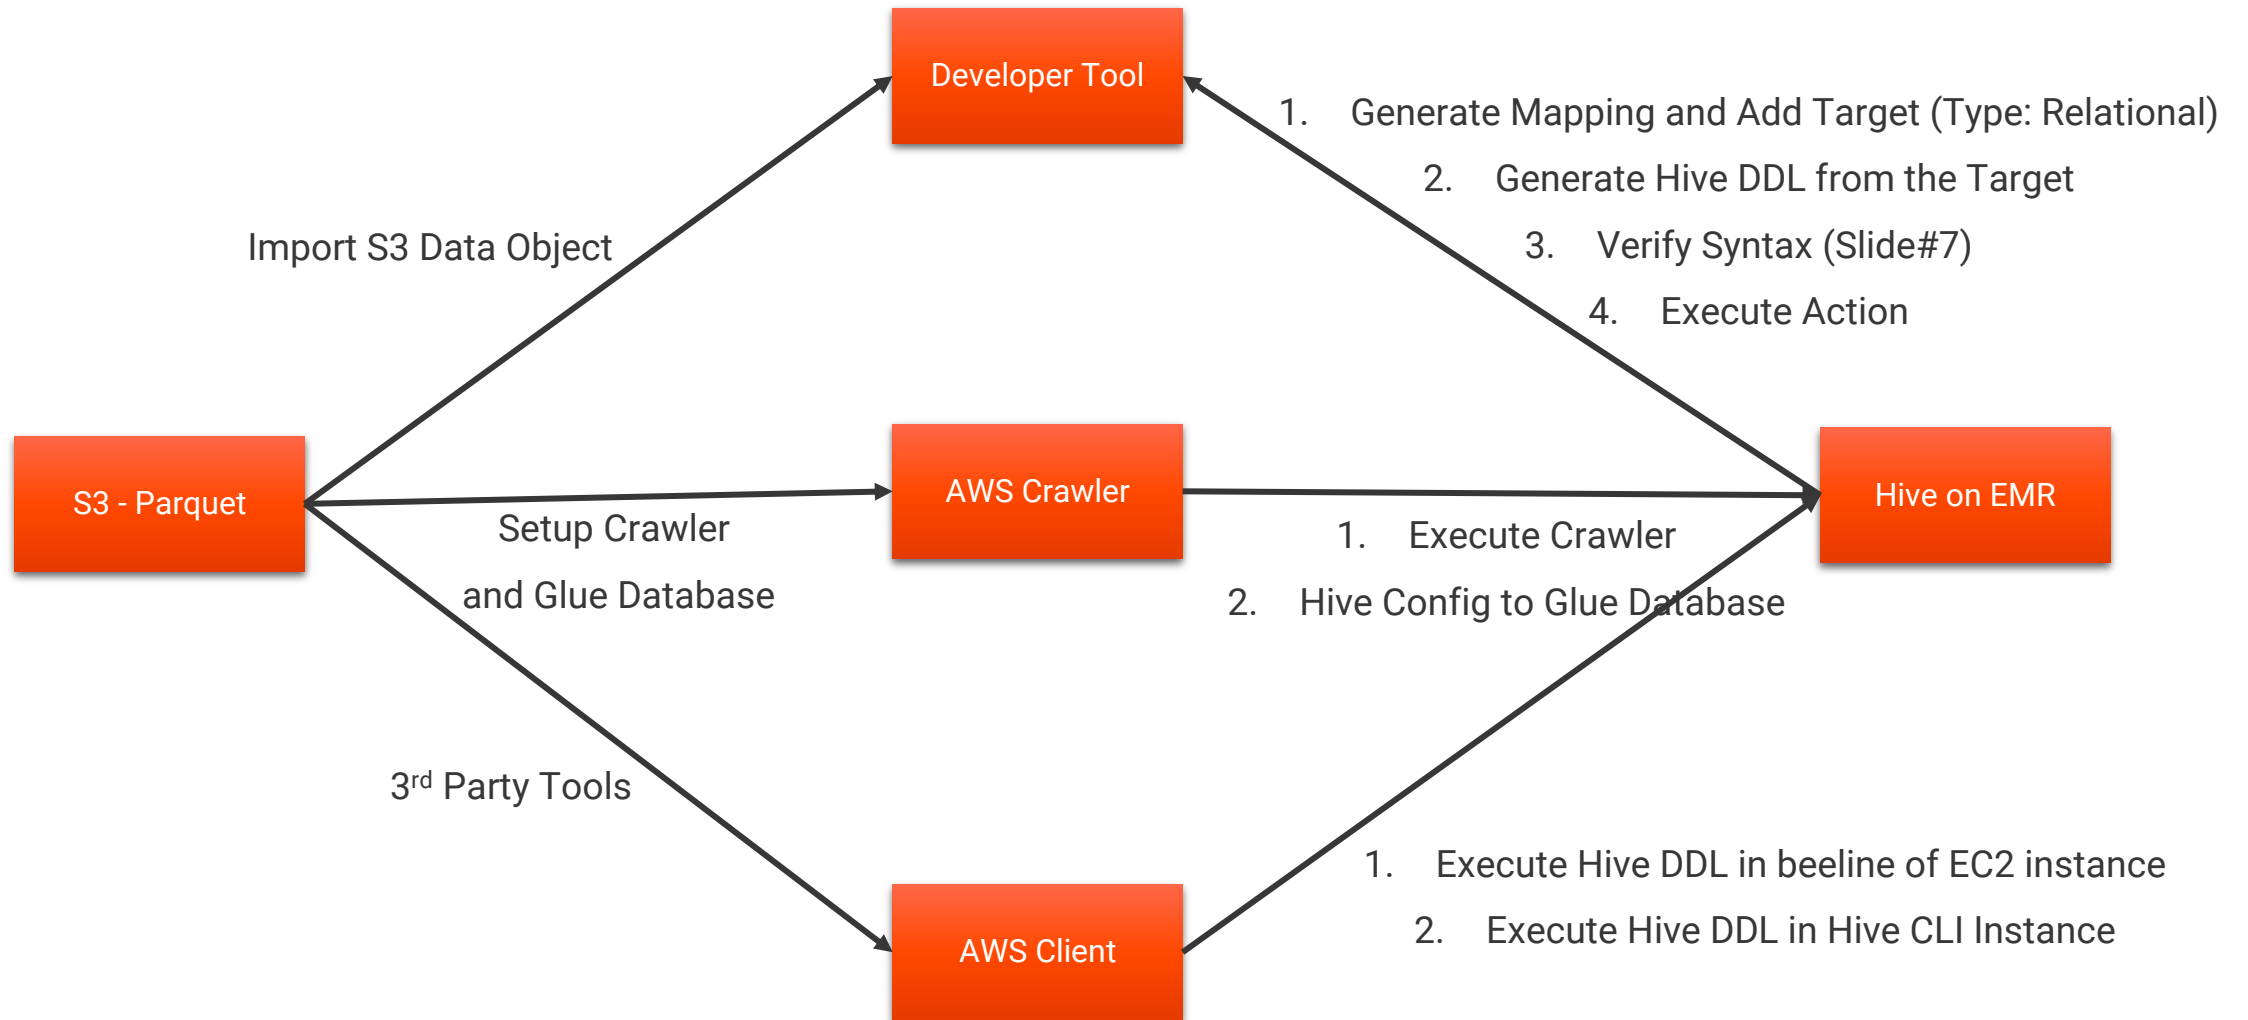 Developer Tool
1. Generate Mapping and Add Target (Type: Relational)
2. Generate Hive DDL from the Target
3. Verify Syntax (Slide#7)
4. Execute Action
Import S3 Data Object
S3 - Parquet
AWS Crawler
Hive on EMR
Setup Crawler
and Glue Database
1. Execute Crawler
2. Hive Config to Glue Database
3rd Party Tools
AWS Client
1. Execute Hive DDL in beeline of EC2 instance
2. Execute Hive DDL in Hive CLI Instance